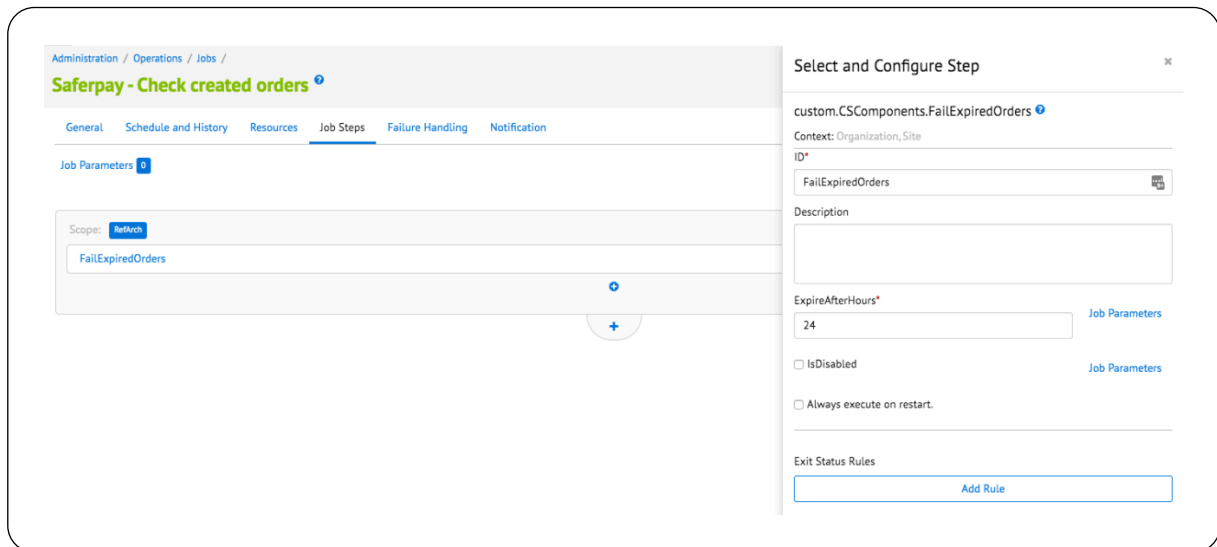 Administration / Operations / Jobs /
Saferpay - Check created orders ?
General Schedule and History Resources Job Steps Failure Handling Notification
Job Parameters 0
Scope: RefArch
FailExpiredOrders
Select and Configure Step
custom.CSComponents.FailExpiredOrders ?
Context: Organization, Site
ID*
FailExpiredOrders
Description
ExpireAfterHours*
24 Job Parameters
IsDisabled Job Parameters
Always execute on restart.
Exit Status Rules
Add Rule